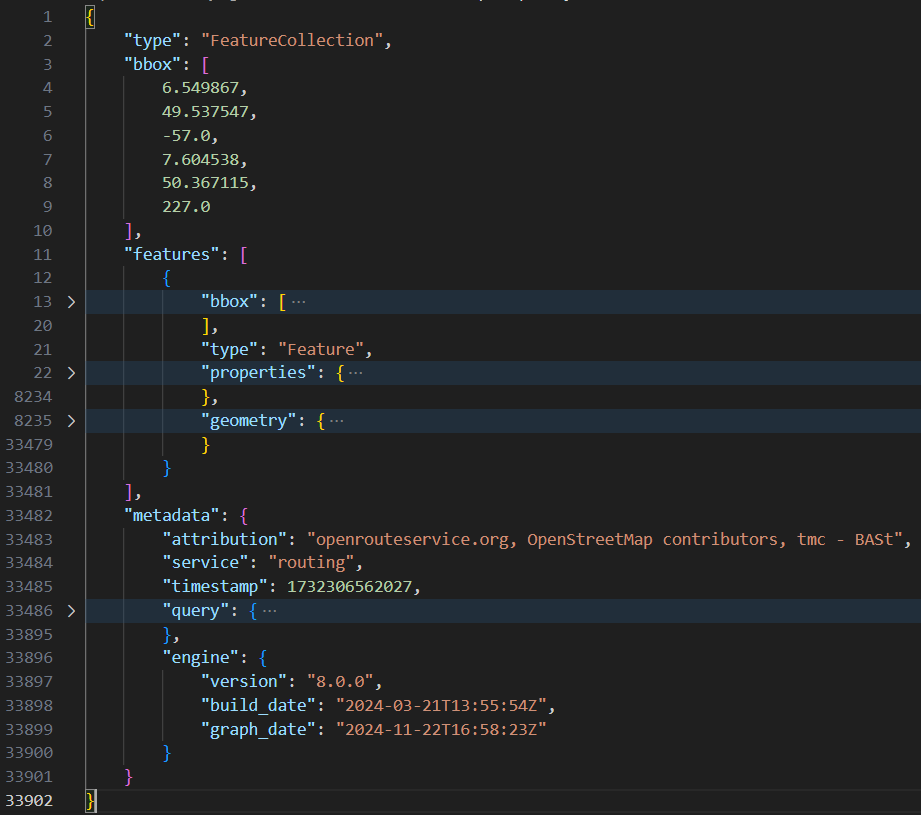 1 {
2 "type": "FeatureCollection",
3 "bbox": [
4 6.549867,
5 49.537547,
6 -57.0,
7 7.604538,
8 50.367115,
9 227.0
10 ],
11 "features": [
12 {
13 > "bbox": [ ···
20 ],
21 "type": "Feature",
22 > "properties": { ···
8234 },
8235 > "geometry": { ···
33479 }
33480 }
33481 ],
33482 "metadata": {
33483 "attribution": "openrouteservice.org, OpenStreetMap contributors, tmc - BASt",
33484 "service": "routing",
33485 "timestamp": 1732306562027,
33486 > "query": { ···
33895 },
33896 "engine": {
33897 "version": "8.0.0",
33898 "build_date": "2024-03-21T13:55:54Z",
33899 "graph_date": "2024-11-22T16:58:23Z"
33900 }
33901 }
33902 }